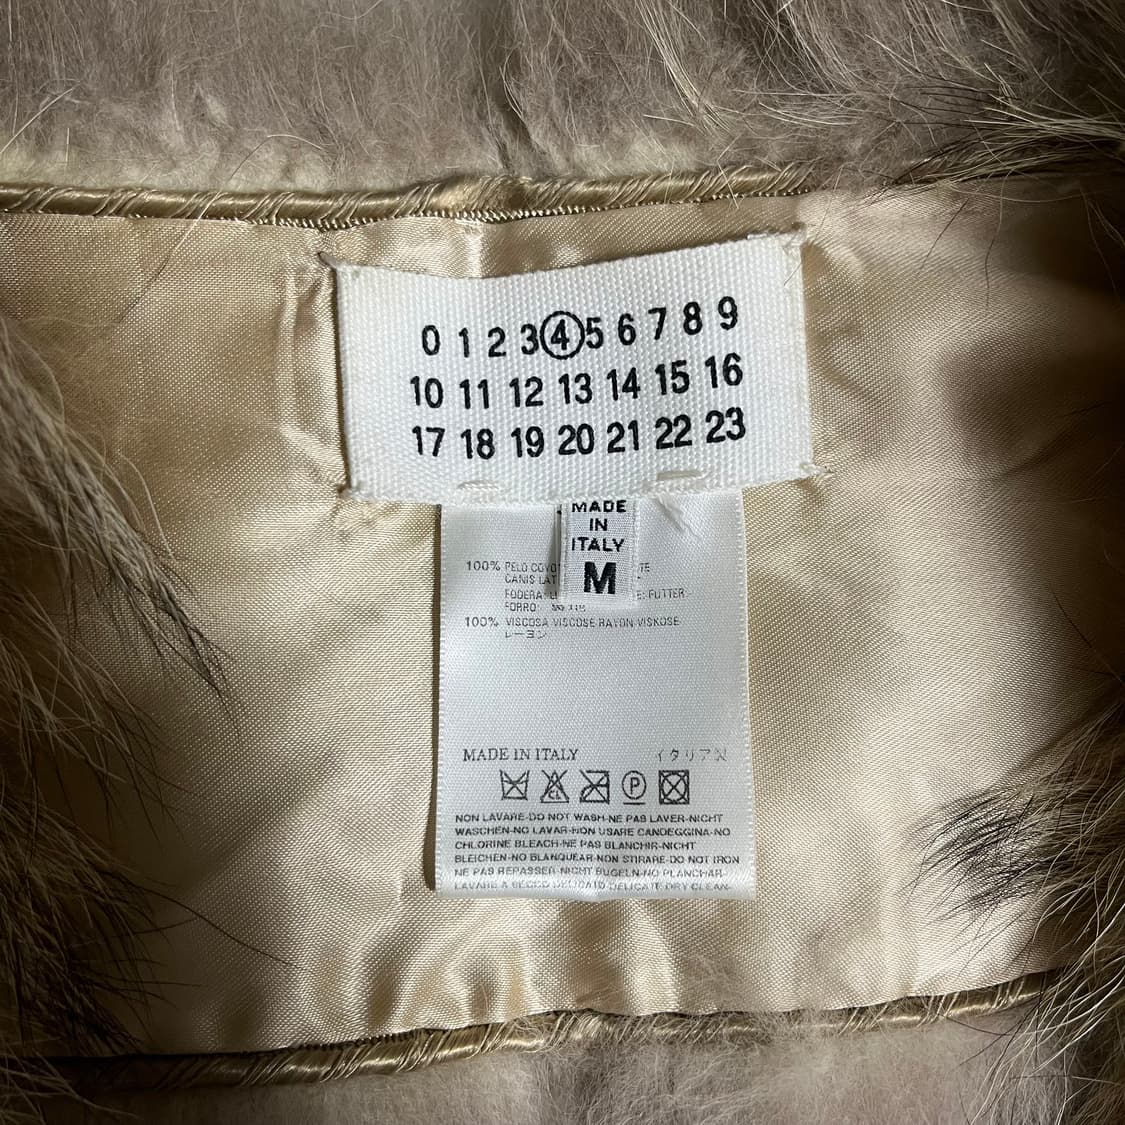 0 1 2 3 4 5 6 7 8 9
10 11 12 13 14 15 16
17 18 19 20 21 22 23
MADE
IN
ITALY
M
100% PELO
CANIS LAT
FODERA: FUTTER-
FORRO:
100% VISCOSA VISCOSE RAYON VISKOSE
レーヨン
MADE IN ITALY イタリア製
CL P
NON LAVARE-DO NOT WASH-NE PAS LAVER-NICHT
WASCHEN-NO LAVAR-NON USARE CANDEGGINA-NO
CHLORINE BLEACH-NE PAS BLANCHIR-NICHT
BLEICHEN-NO BLANQUEAR-NON STIRARE-DO NOT IRON
NE PAS REPASSER-NICHT BUGELN-NO PLANCHAR-
LAVARE A SECCO DELICATO-DELICATE DRY CLEAN-